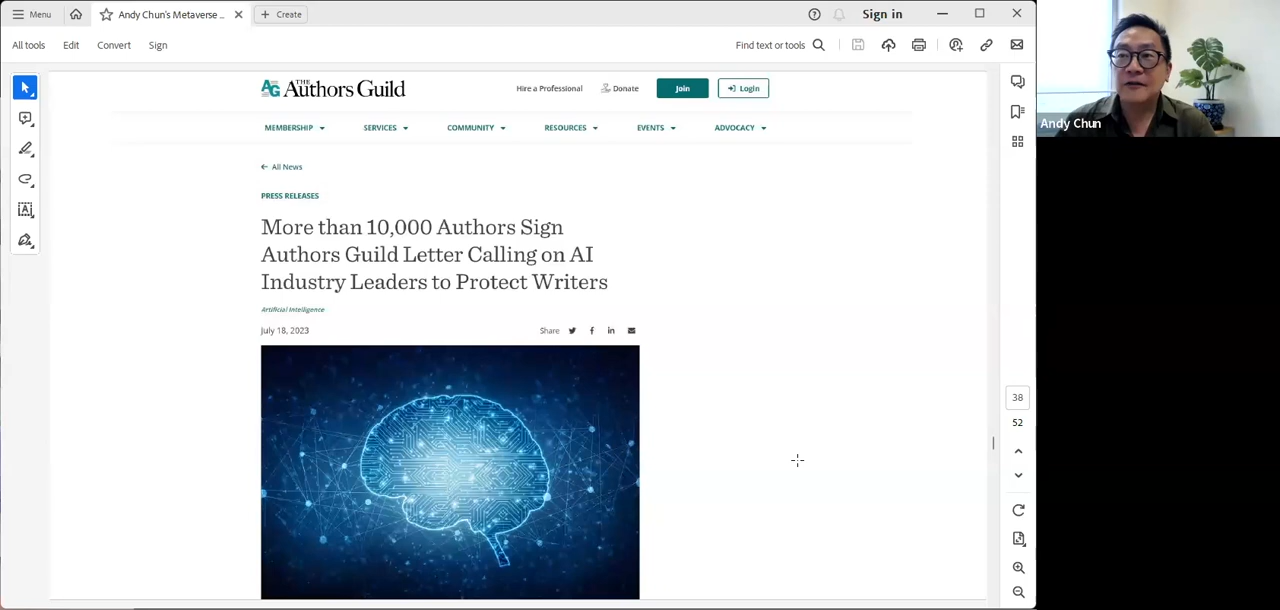 Menu
Andy Chun's Metaverse ...
Create
Sign in
All tools
Edit
Convert
Sign
Find text or tools
AG THE Authors Guild
Hire a Professional
Donate
Join
Login
MEMBERSHIP
SERVICES
COMMUNITY
RESOURCES
EVENTS
ADVOCACY
All News
PRESS RELEASES
More than 10,000 Authors Sign
Authors Guild Letter Calling on AI
Industry Leaders to Protect Writers
Artificial Intelligence
July 18, 2023
Share
38
52
Andy Chun